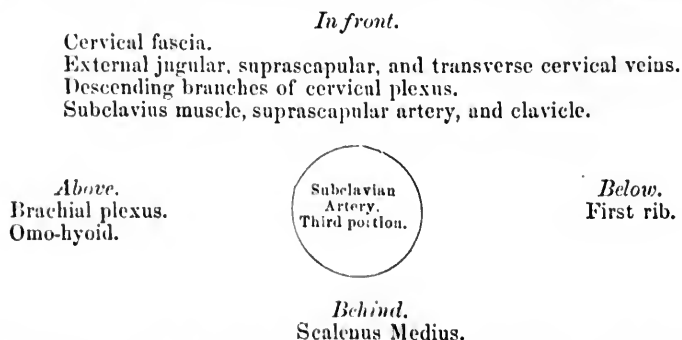 In front.
Cervical fascia.
External jugular, suprascapular, and transverse cervical veins.
Descending branches of cervical plexus.
Subclavius muscle, suprascapular artery, and clavicle.
Above.
Brachial plexus.
Omo-hyoid.
Subclavian
Artery.
Third portion.
Below.
First rib.
Behind.
Scalenus Medius.